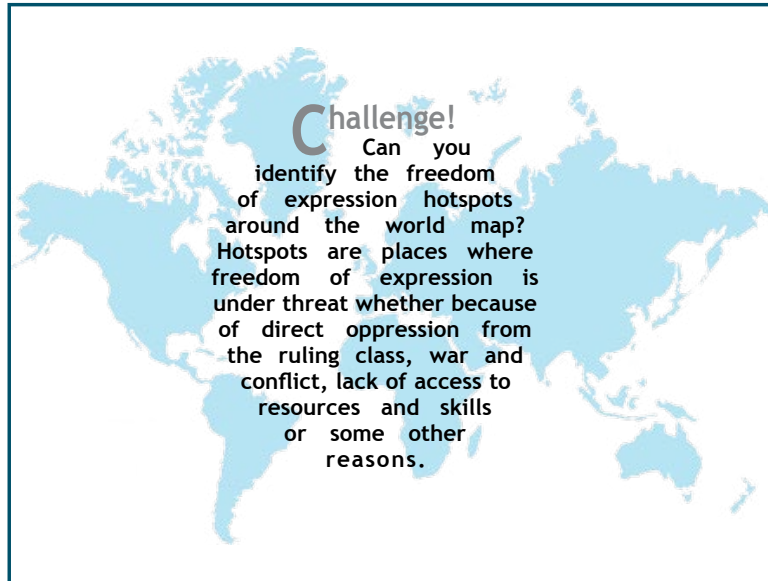 Challenge!
Can you
identify the freedom
of expression hotspots
around the world map?
Hotspots are places where
freedom of expression is
under threat whether because
of direct oppression from
the ruling class, war and
conflict, lack of access to
resources and skills
or some other
reasons.